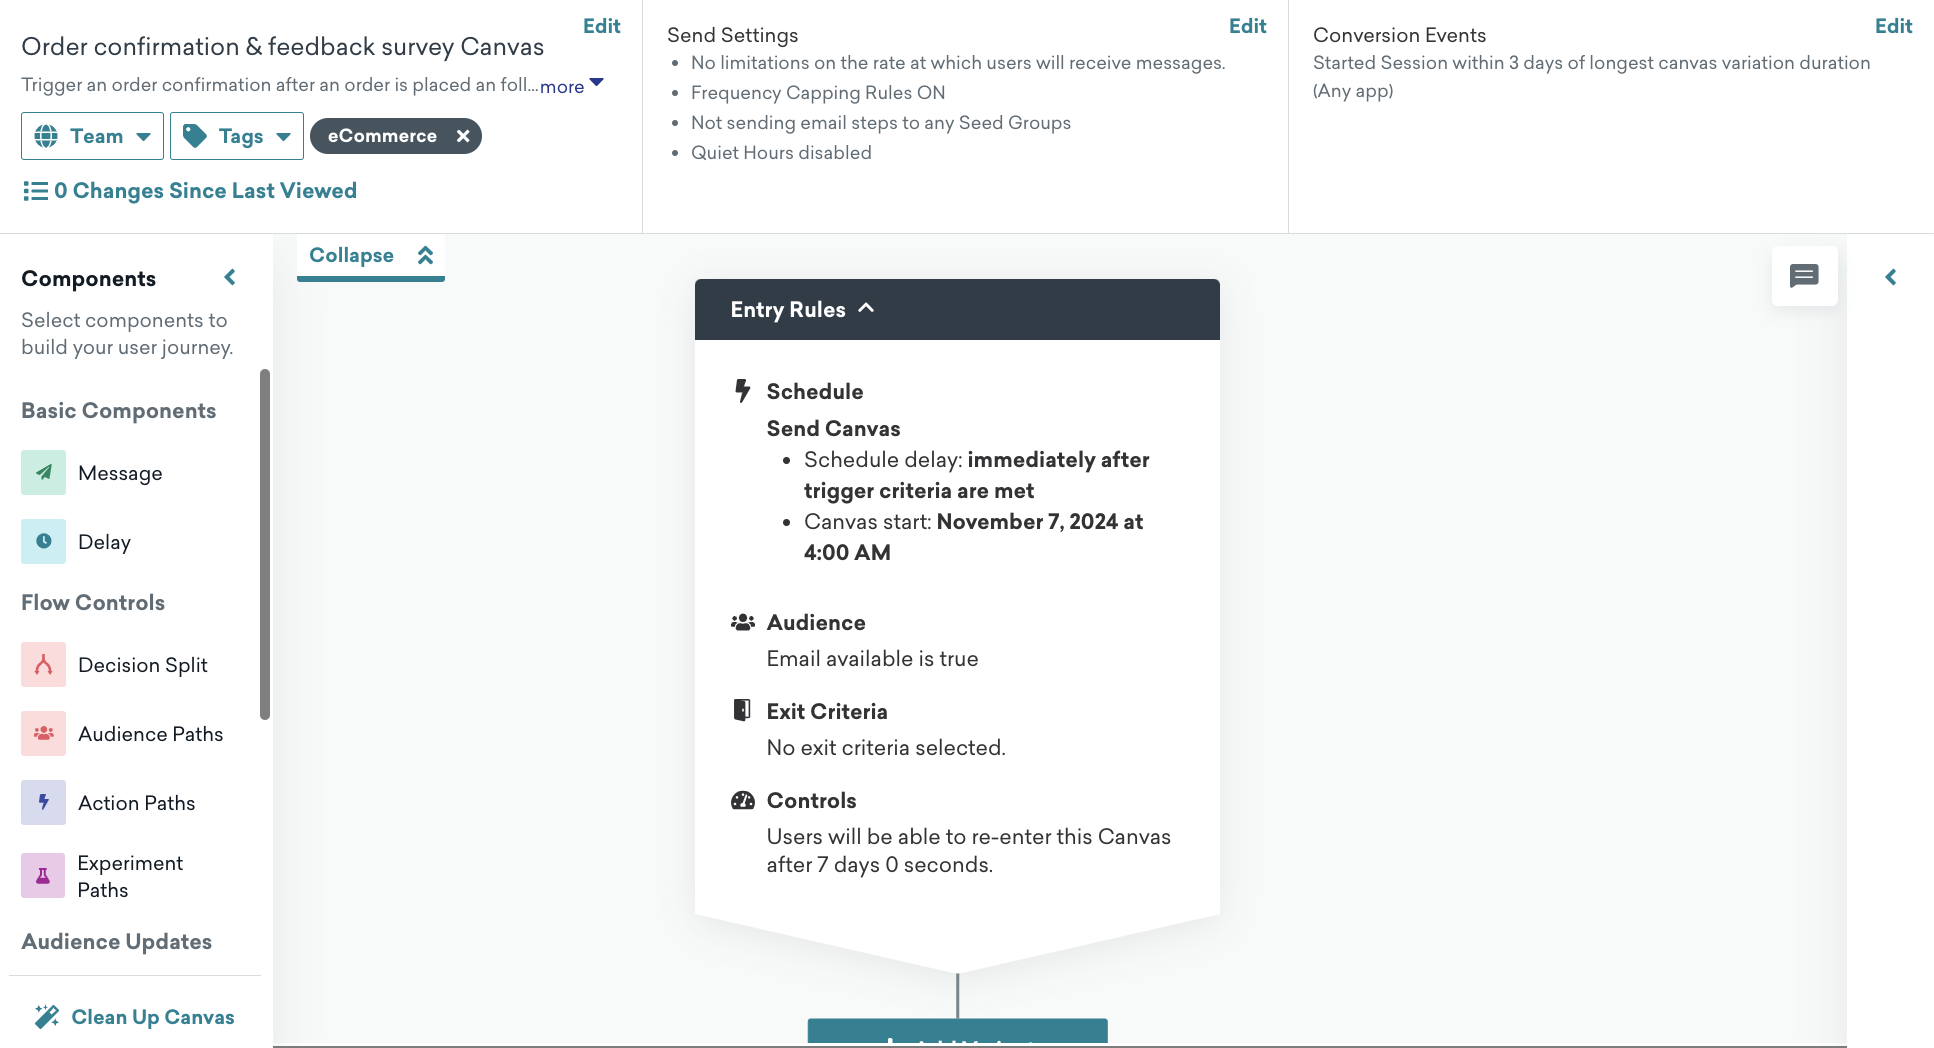 Order confirmation & feedback survey Canvas
Edit
Trigger an order confirmation after an order is placed an foll... more
Team
Tags
eCommerce
0 Changes Since Last Viewed
Send Settings
Edit
• No limitations on the rate at which users will receive messages.
• Frequency Capping Rules ON
• Not sending email steps to any Seed Groups
• Quiet Hours disabled
Conversion Events
Edit
Started Session within 3 days of longest canvas variation duration
(Any app)
Components
Select components to
build your user journey.
Basic Components
Message
Delay
Flow Controls
Decision Split
Audience Paths
Action Paths
Experiment
Paths
Audience Updates
Clean Up Canvas
Collapse
Entry Rules
Schedule
Send Canvas
• Schedule delay: immediately after
trigger criteria are met
• Canvas start: November 7, 2024 at
4:00 AM
Audience
Email available is true
Exit Criteria
No exit criteria selected.
Controls
Users will be able to re-enter this Canvas
after 7 days 0 seconds.